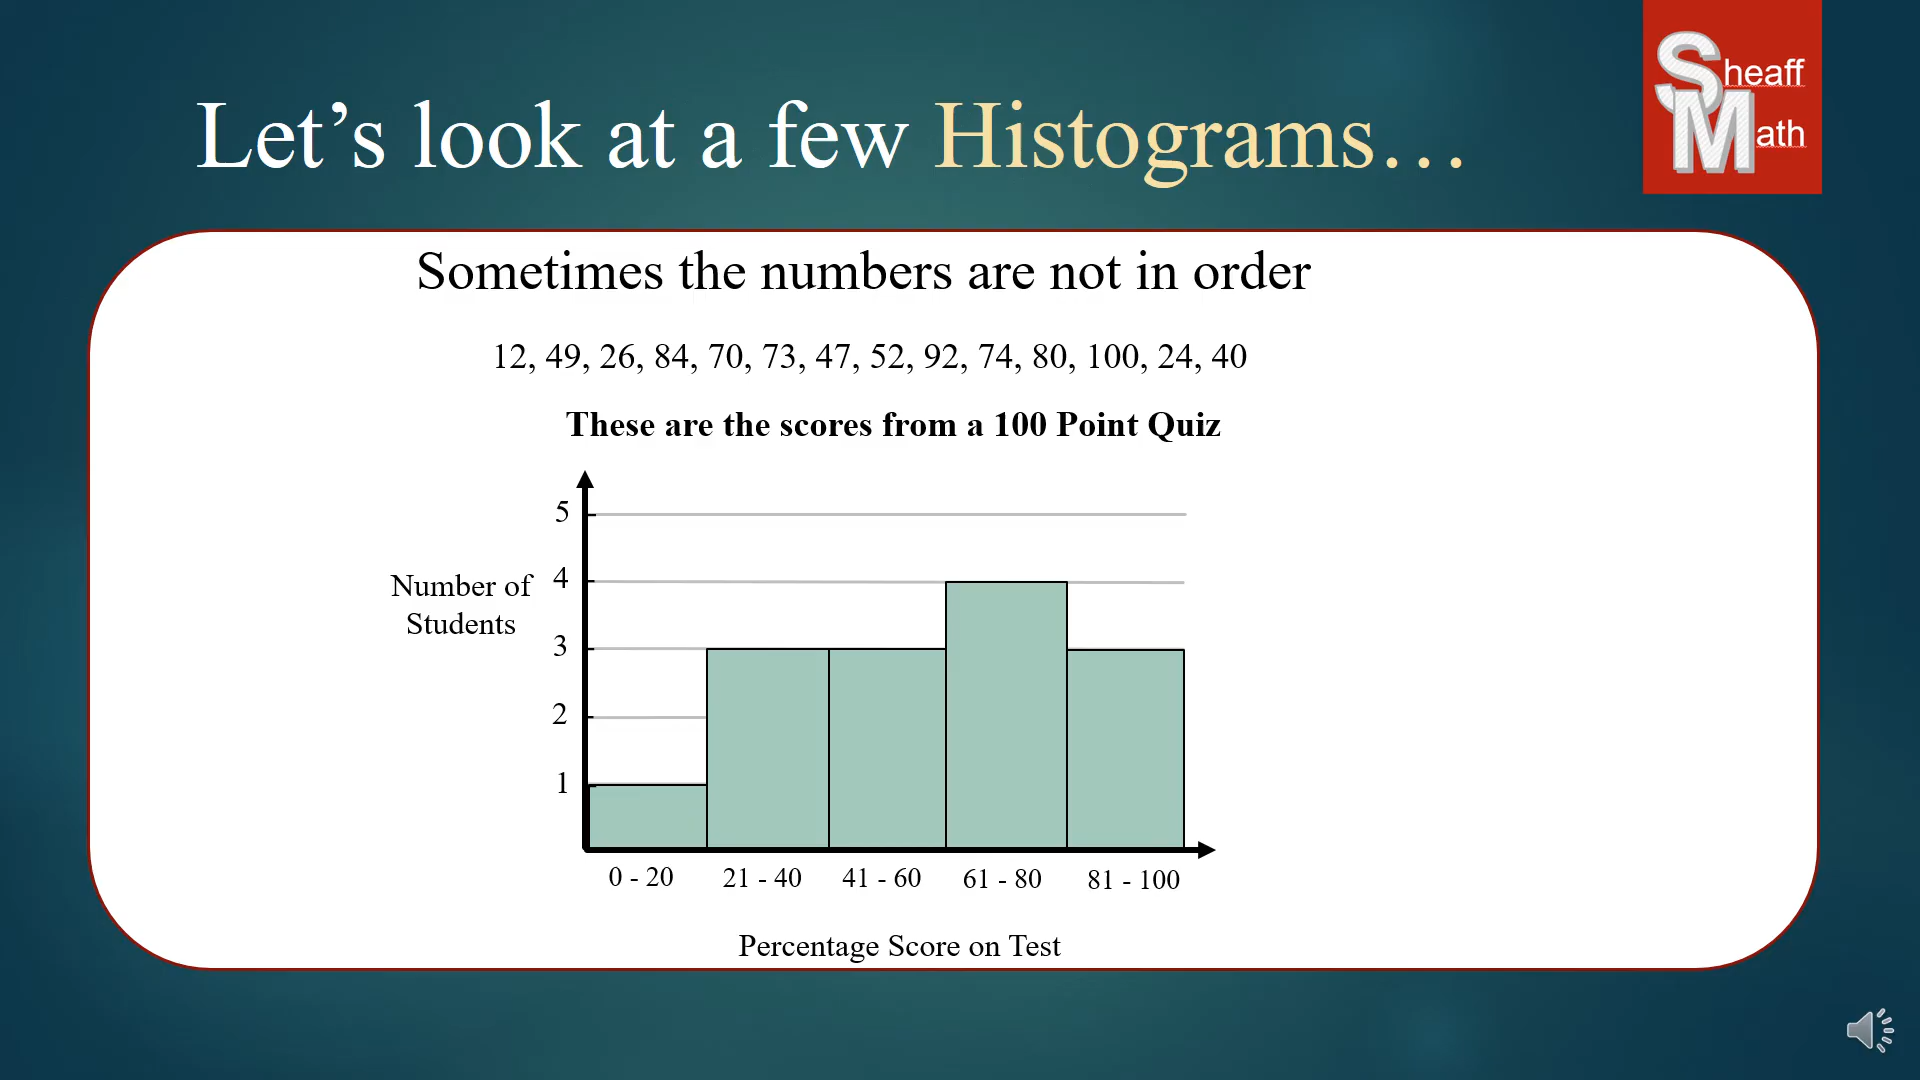 Let’s look at a few Histograms…
Sheaff
Math
Sometimes the numbers are not in order
12, 49, 26, 84, 70, 73, 47, 52, 92, 74, 80, 100, 24, 40
These are the scores from a 100 Point Quiz
5
4
3
2
1
Number of
Students
0 - 20 21 - 40 41 - 60 61 - 80 81 - 100
Percentage Score on Test